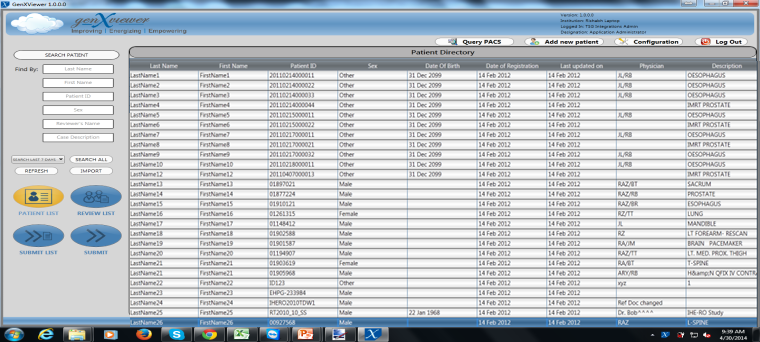 GenXViewer 1.0.0.0
genXviewer
Improving | Energizing | Empowering
Version: 1.0.0.0
Institution: Rishabh Laptop
Logged In: TSG-Integrations Admin
Designation: Application Administrator
Query PACS Add new patient Configuration Log Out
SEARCH PATIENT
Find By: Last Name
First Name
Patient ID
Sex
Reviewer's Name
Case Description
Search Last 7 Days SEARCH ALL
REFRESH IMPORT
PATIENT LIST REVIEW LIST
SUBMIT LIST SUBMIT
Patient Directory
Last Name First Name Patient ID Sex Date Of Birth Date of Registration Last updated on Physician Description
LastName1 FirstName1 20110214000011 Other 31 Dec 2099 14 Feb 2012 14 Feb 2012 JL/RB OESOPHAGUS
LastName2 FirstName2 20110214000022 Other 31 Dec 2099 14 Feb 2012 14 Feb 2012 JL/RB OESOPHAGUS
LastName3 FirstName3 20110214000033 Other 31 Dec 2099 14 Feb 2012 14 Feb 2012 JL/RB OESOPHAGUS
LastName4 FirstName4 20110214000044 Other 31 Dec 2099 14 Feb 2012 14 Feb 2012 IMRT PROSTATE
LastName5 FirstName5 20110215000011 Other 31 Dec 2099 14 Feb 2012 14 Feb 2012 JL/RB OESOPHAGUS
LastName6 FirstName6 20110215000022 Other 31 Dec 2099 14 Feb 2012 14 Feb 2012 IMRT PROSTATE
LastName7 FirstName7 20110217000011 Other 31 Dec 2099 14 Feb 2012 14 Feb 2012 JL/RB OESOPHAGUS
LastName8 FirstName8 20110217000021 Other 31 Dec 2099 14 Feb 2012 14 Feb 2012 IMRT PROSTATE
LastName9 FirstName9 20110217000032 Other 31 Dec 2099 14 Feb 2012 14 Feb 2012 JL/RB OESOPHAGUS
LastName10 FirstName10 20110218000011 Other 31 Dec 2099 14 Feb 2012 14 Feb 2012 JL/RB OESOPHAGUS
LastName12 FirstName12 20110407000013 Other 31 Dec 2099 14 Feb 2012 14 Feb 2012 IMRT PROSTATE
LastName13 FirstName13 01897021 Male 14 Feb 2012 14 Feb 2012 RAZ/BT SACRUM
LastName14 FirstName14 01877224 Male 14 Feb 2012 14 Feb 2012 RAZ/RB PROSTATE
LastName15 FirstName15 01910121 Male 14 Feb 2012 14 Feb 2012 RAZ/BR ESOPHAGUS
LastName16 FirstName16 01261315 Female 14 Feb 2012 14 Feb 2012 RZ/TT LUNG
LastName17 FirstName17 01148412 Male 14 Feb 2012 14 Feb 2012 JL MANDIBLE
LastName18 FirstName18 01902588 Male 14 Feb 2012 14 Feb 2012 RZ LT FOREARM- RESCAN
LastName19 FirstName19 01901587 Male 14 Feb 2012 14 Feb 2012 RA/JM BRAIN PACEMAKER
LastName20 FirstName20 01194907 Male 14 Feb 2012 14 Feb 2012 RAZ/TT LT. MED. PROX. THIGH
LastName21 FirstName21 01903619 Female 14 Feb 2012 14 Feb 2012 RA/BT T-SPINE
LastName21 FirstName21 01905968 Male 14 Feb 2012 14 Feb 2012 ARY/RB H&amp;N QFIX IV CONTRA
LastName22 FirstName22 ID123 Other 14 Feb 2012 14 Feb 2012 xyz 1
LastName23 FirstName23 EHPG-233984 Male 14 Feb 2012 14 Feb 2012
LastName24 FirstName24 IHERO2010TDW1 Male 14 Feb 2012 14 Feb 2012 Ref Doc changed
LastName25 FirstName25 RT2010_10_SS Male 22 Jan 1968 14 Feb 2012 14 Feb 2012 Dr. Bob^^^^ IHE-RO Study
LastName26 FirstName26 00927568 Male 14 Feb 2012 14 Feb 2012 RAZ L-SPINE
9:39 AM
4/30/2014